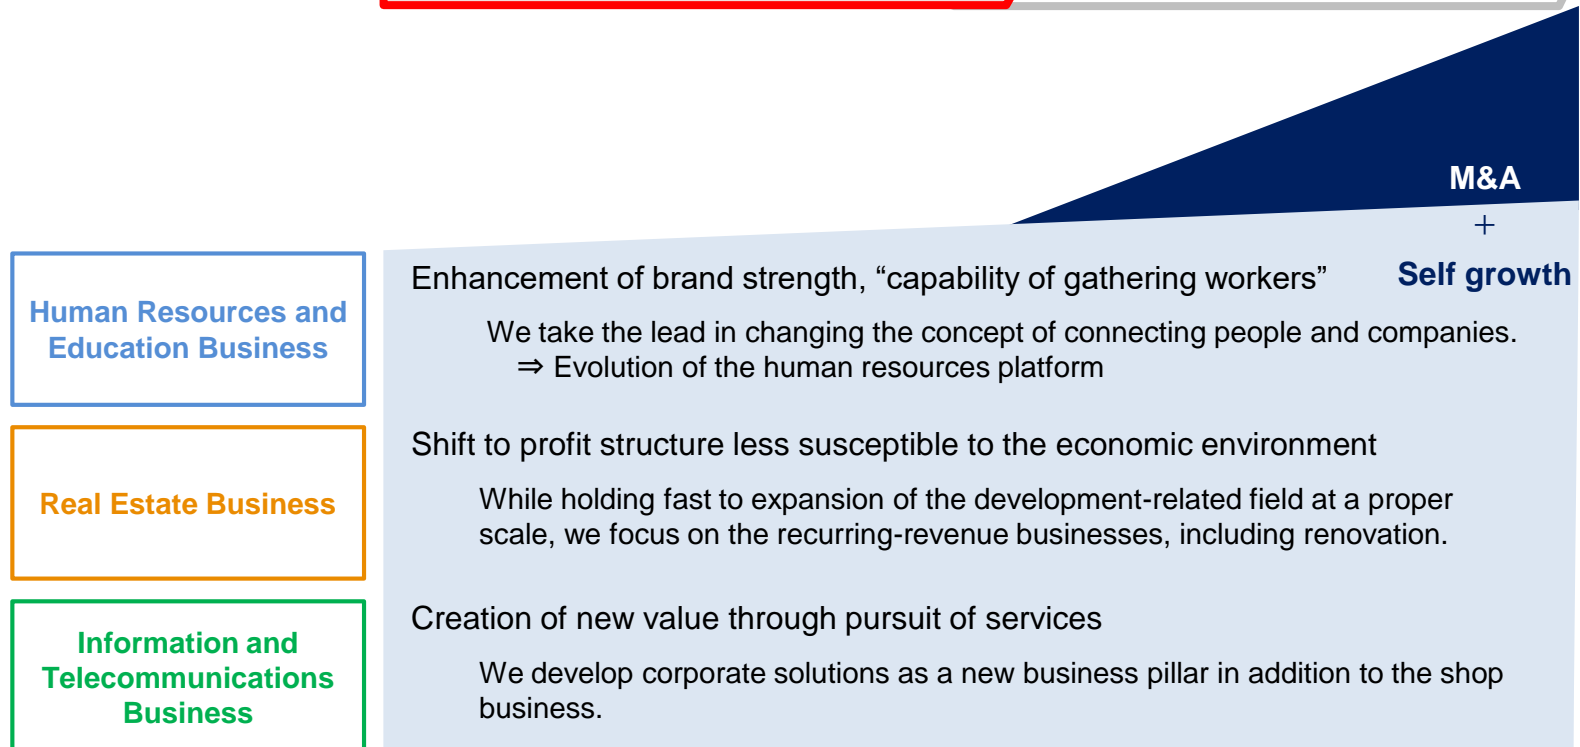 M&A
+
Self growth
Human Resources and
Education Business
Enhancement of brand strength, “capability of gathering workers”
We take the lead in changing the concept of connecting people and companies.
⇒ Evolution of the human resources platform
Real Estate Business
Shift to profit structure less susceptible to the economic environment
While holding fast to expansion of the development-related field at a proper
scale, we focus on the recurring-revenue businesses, including renovation.
Information and
Telecommunications
Business
Creation of new value through pursuit of services
We develop corporate solutions as a new business pillar in addition to the shop
business.